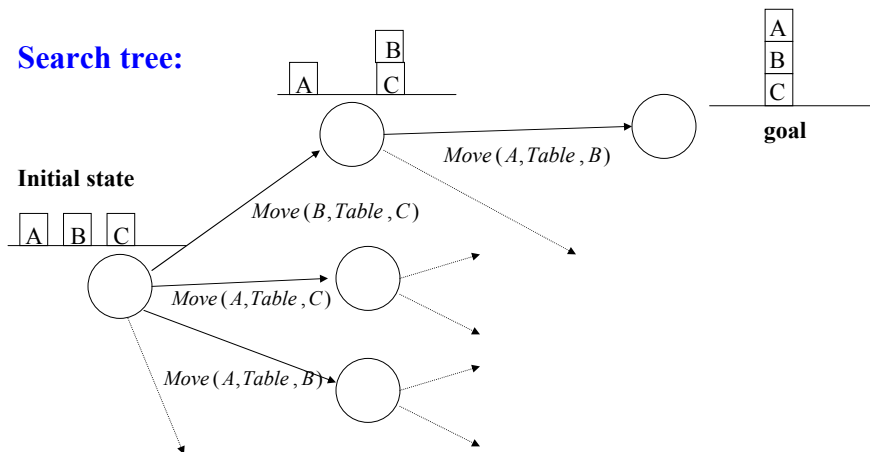 Search tree:
A
B
C
A
B
C
goal
Move(A,Table,B)
Initial state
A B C
Move(B,Table,C)
Move(A,Table,C)
Move(A,Table,B)